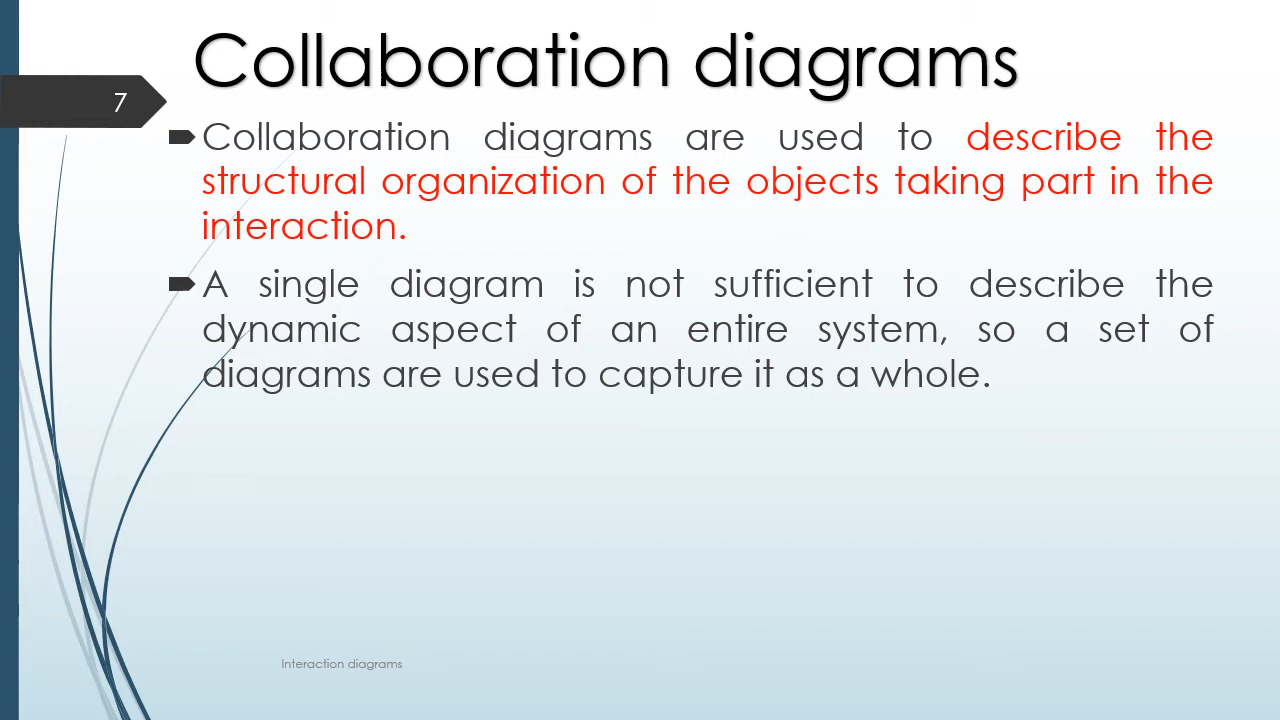 Collaboration diagrams
7
Collaboration diagrams are used to describe the
structural organization of the objects taking part in the
interaction.
A single diagram is not sufficient to describe the
dynamic aspect of an entire system, so a set of
diagrams are used to capture it as a whole.
Interaction diagrams